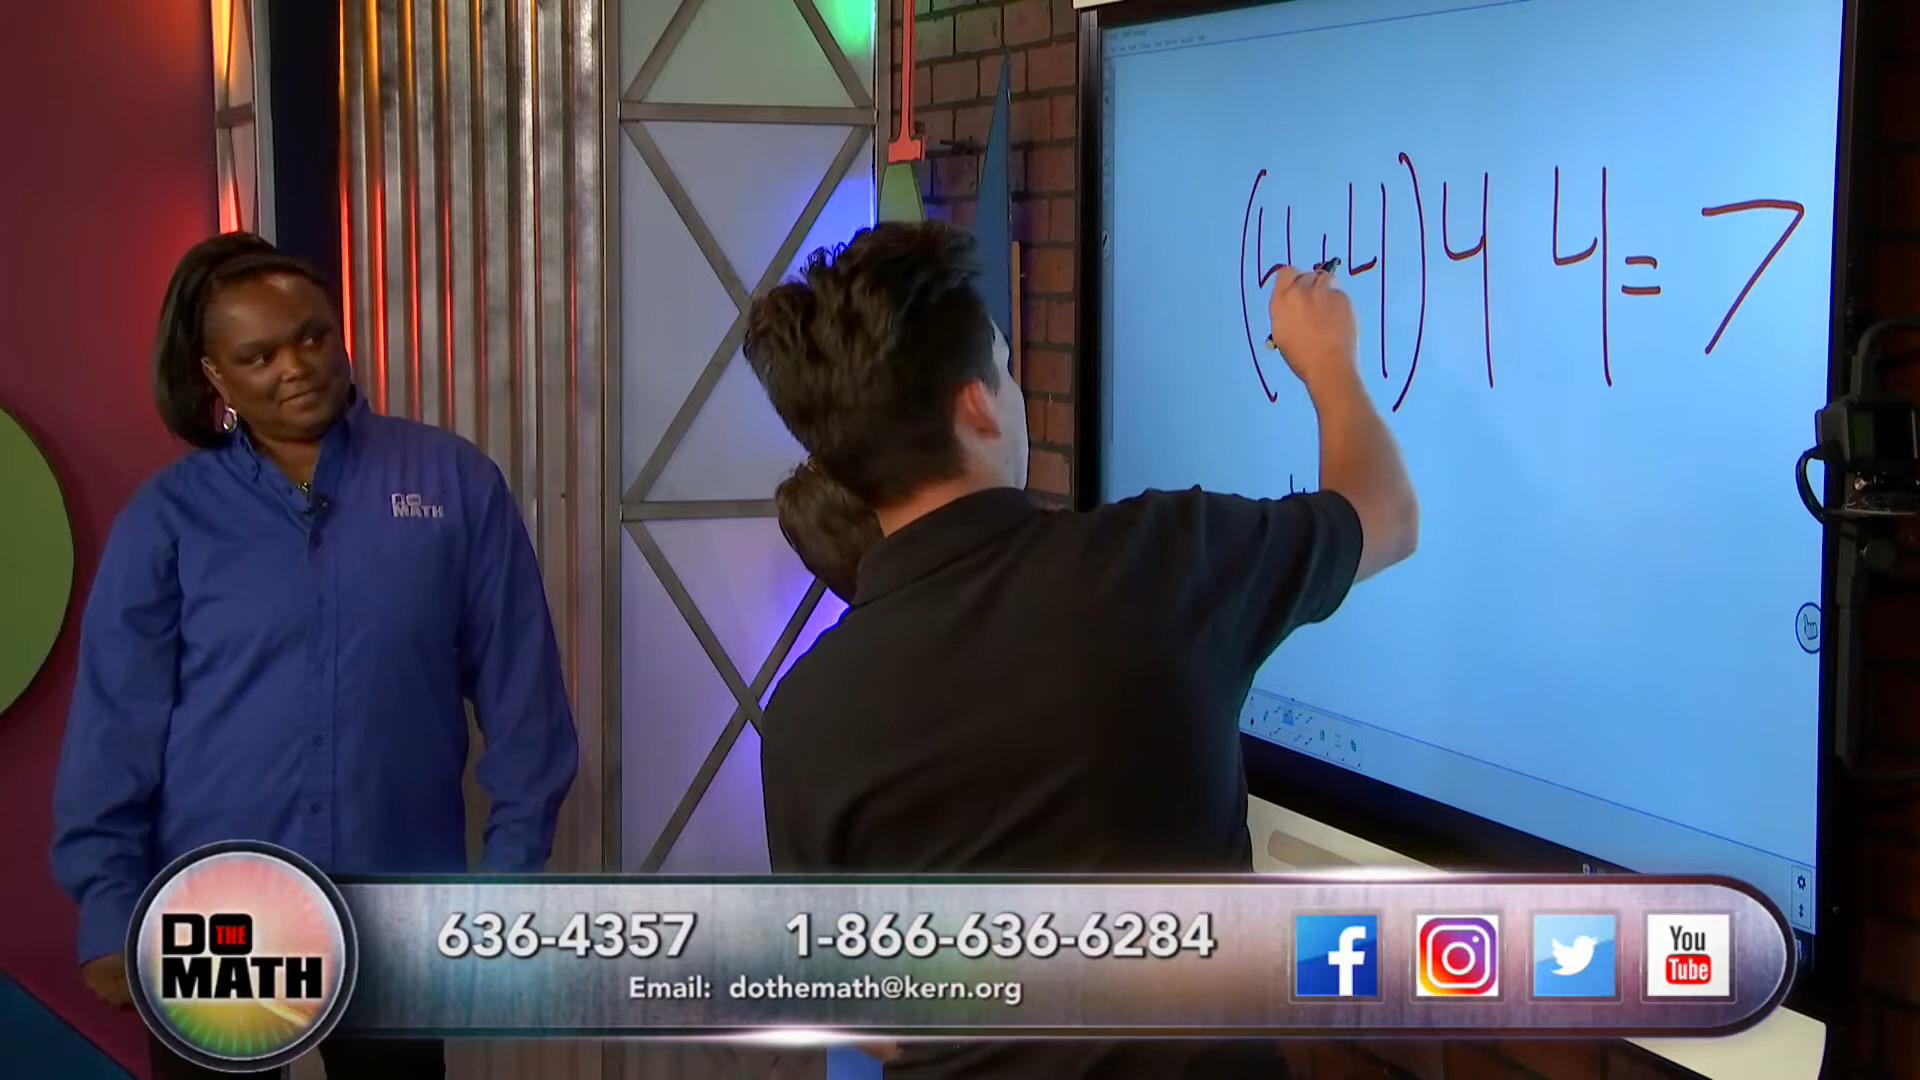 (4+4) 4 4 = 7
DO
MATH
DO THE
MATH
636-4357 1-866-636-6284
Email: dothemath@kern.org
You
Tube